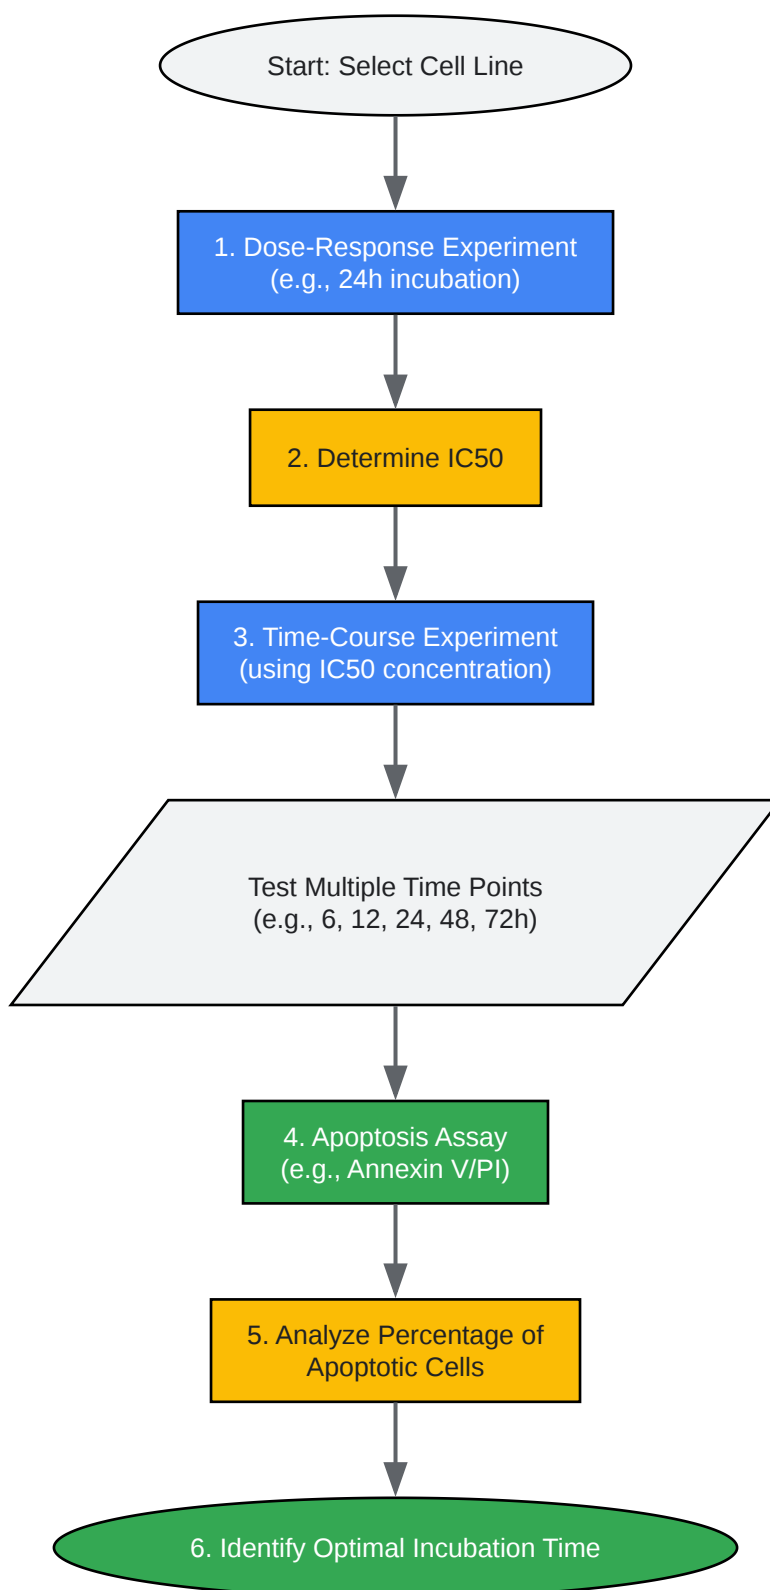 Start: Select Cell Line
1. Dose-Response Experiment
(e.g., 24h incubation)
2. Determine IC50
3. Time-Course Experiment
(using IC50 concentration)
Test Multiple Time Points
(e.g., 6, 12, 24, 48, 72h)
4. Apoptosis Assay
(e.g., Annexin V/PI)
5. Analyze Percentage of
Apoptotic Cells
6. Identify Optimal Incubation Time